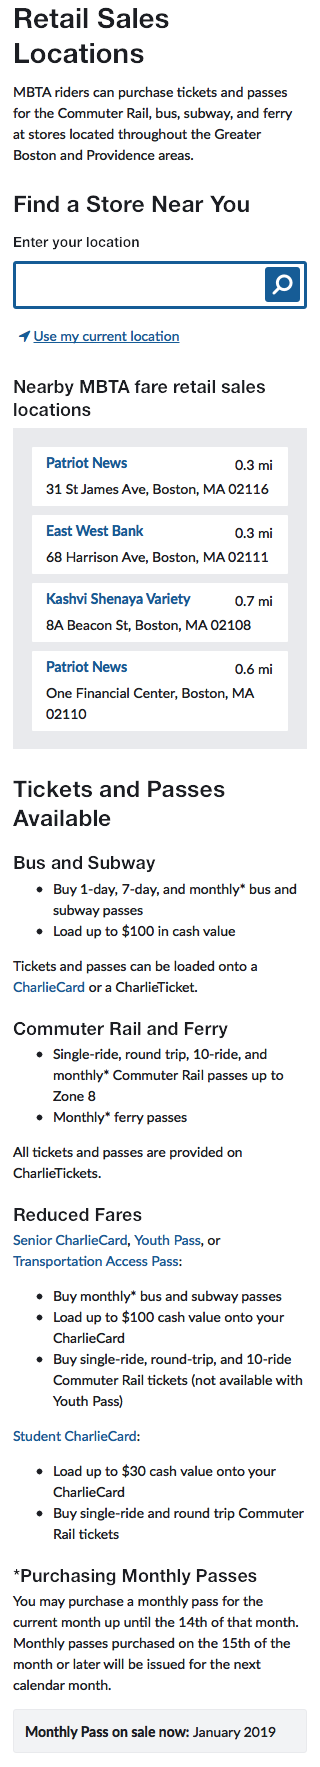 Retail Sales
Locations
MBTA riders can purchase tickets and passes
for the Commuter Rail, bus, subway, and ferry
at stores located throughout the Greater
Boston and Providence areas.
Find a Store Near You
Enter your location
Use my current location
Nearby MBTA fare retail sales
locations
Patriot News 0.3 mi
31 St James Ave, Boston, MA 02116
East West Bank 0.3 mi
68 Harrison Ave, Boston, MA 02111
Kashvi Shenaya Variety 0.7 mi
8A Beacon St, Boston, MA 02108
Patriot News 0.6 mi
One Financial Center, Boston, MA
02110
Tickets and Passes
Available
Bus and Subway
• Buy 1-day, 7-day, and monthly* bus and
subway passes
• Load up to $100 in cash value
Tickets and passes can be loaded onto a
CharlieCard or a CharlieTicket.
Commuter Rail and Ferry
• Single-ride, round trip, 10-ride, and
monthly* Commuter Rail passes up to
Zone 8
• Monthly* ferry passes
All tickets and passes are provided on
CharlieTickets.
Reduced Fares
Senior CharlieCard, Youth Pass, or
Transportation Access Pass:
• Buy monthly* bus and subway passes
• Load up to $100 cash value onto your
CharlieCard
• Buy single-ride, round-trip, and 10-ride
Commuter Rail tickets (not available with
Youth Pass)
Student CharlieCard:
• Load up to $30 cash value onto your
CharlieCard
• Buy single-ride and round trip Commuter
Rail tickets
*Purchasing Monthly Passes
You may purchase a monthly pass for the
current month up until the 14th of that month.
Monthly passes purchased on the 15th of the
month or later will be issued for the next
calendar month.
Monthly Pass on sale now: January 2019